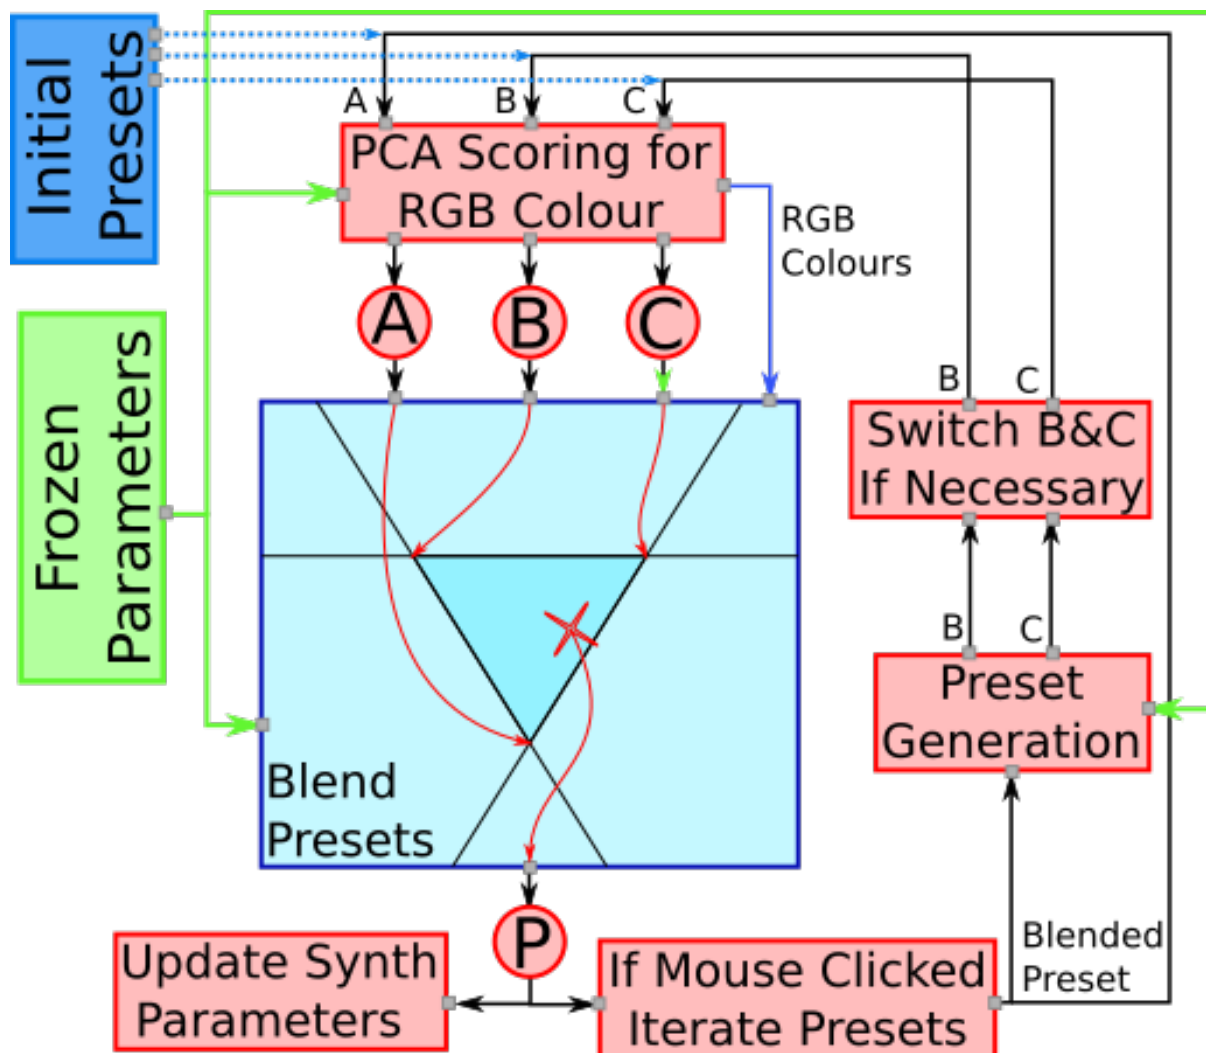 Initial
Presets
A
B
C
PCA Scoring for
RGB Colour
RGB
Colours
A
B
C
Frozen
Parameters
B
C
Switch B&C
If Necessary
B
C
Preset
Generation
Blend
Presets
P
Update Synth
Parameters
If Mouse Clicked
Iterate Presets
Blended
Preset